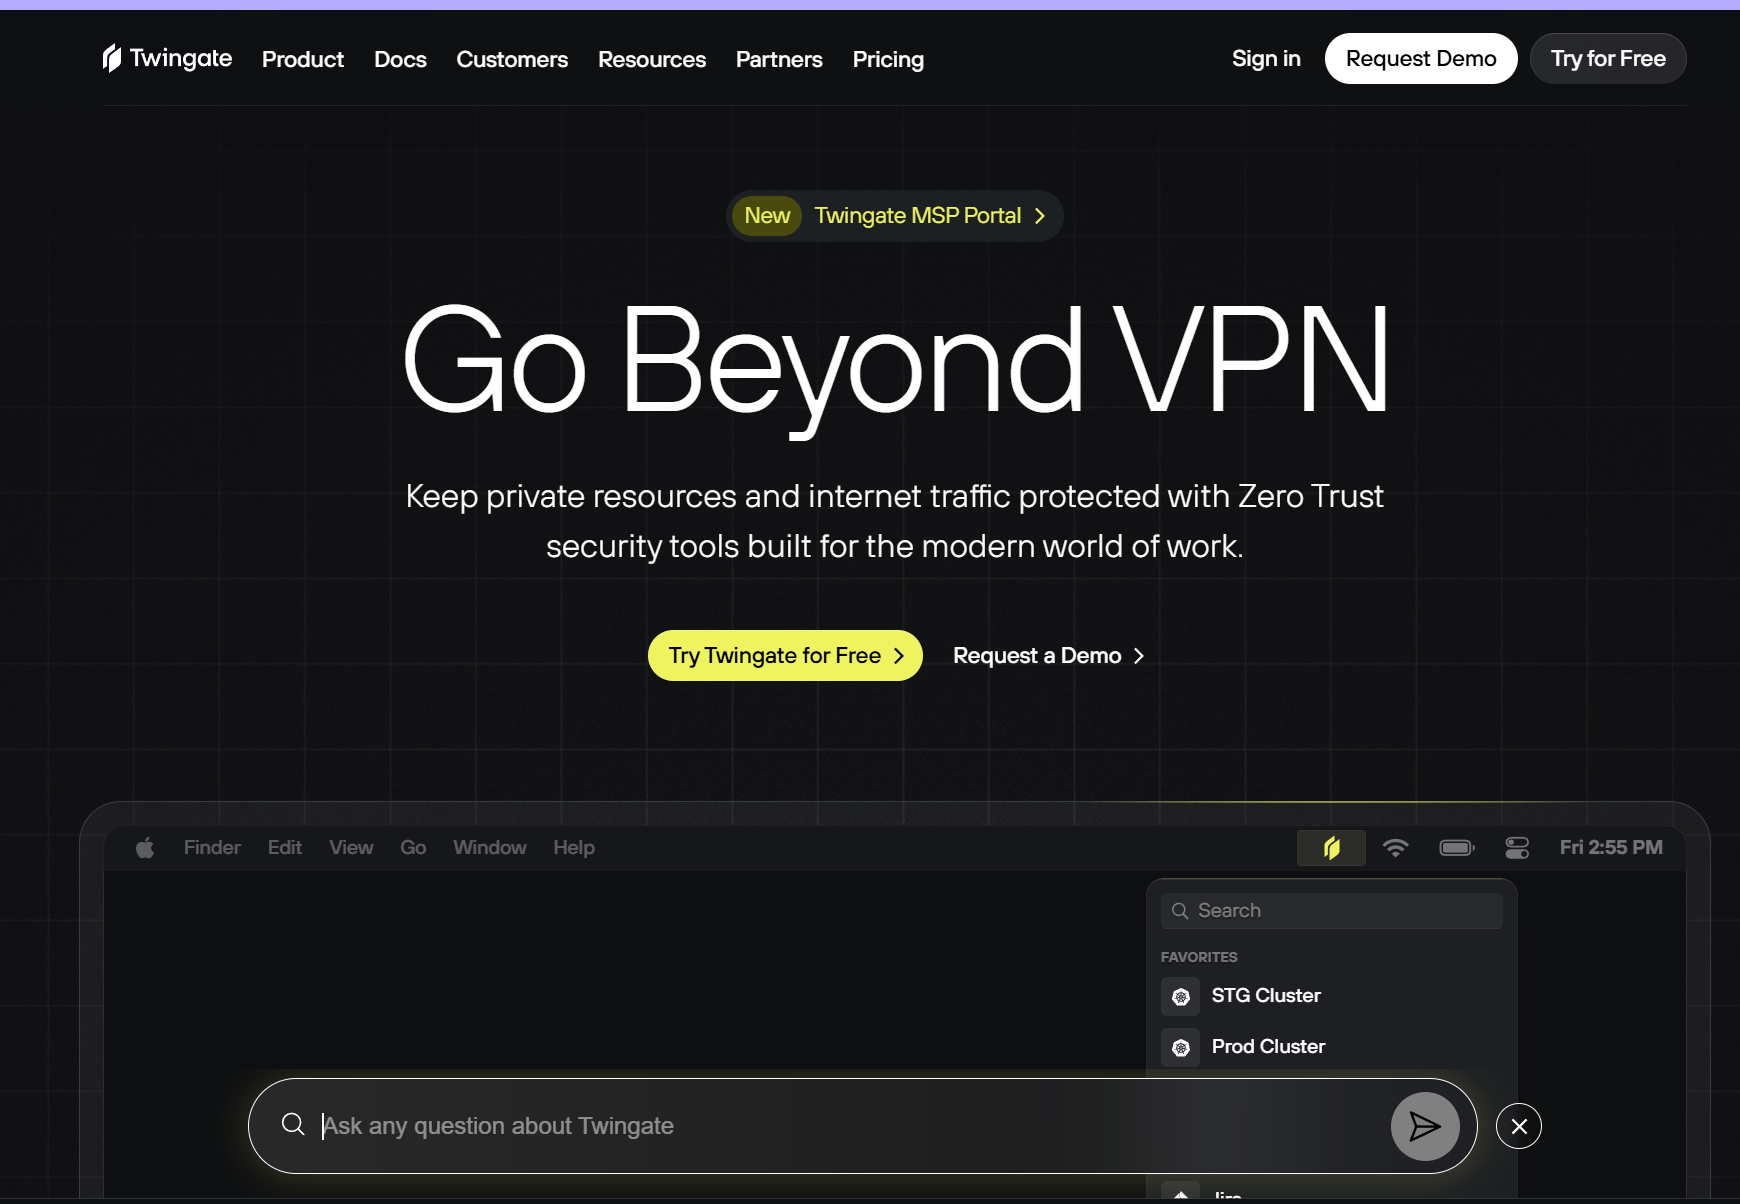 Twingate Product Docs Customers Resources Partners Pricing Sign in Request Demo Try for Free
New Twingate MSP Portal
Go Beyond VPN
Keep private resources and internet traffic protected with Zero Trust
security tools built for the modern world of work.
Try Twingate for Free Request a Demo
Finder Edit View Go Window Help Fri 2:55 PM
Search
FAVORITES
STG Cluster
Prod Cluster
Ask any question about Twingate